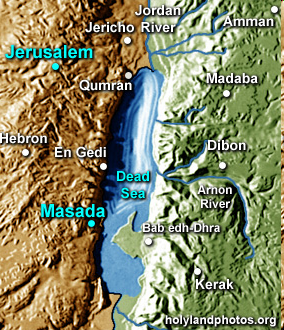 Jordan
River
Amman
Jericho
Jerusalem
Qumran
Madaba
Hebron
En Gedi
Dibon
Dead
Sea
Arnon
River
Masada
Bab edh-Dhra
Kerak
holylandphotos.org